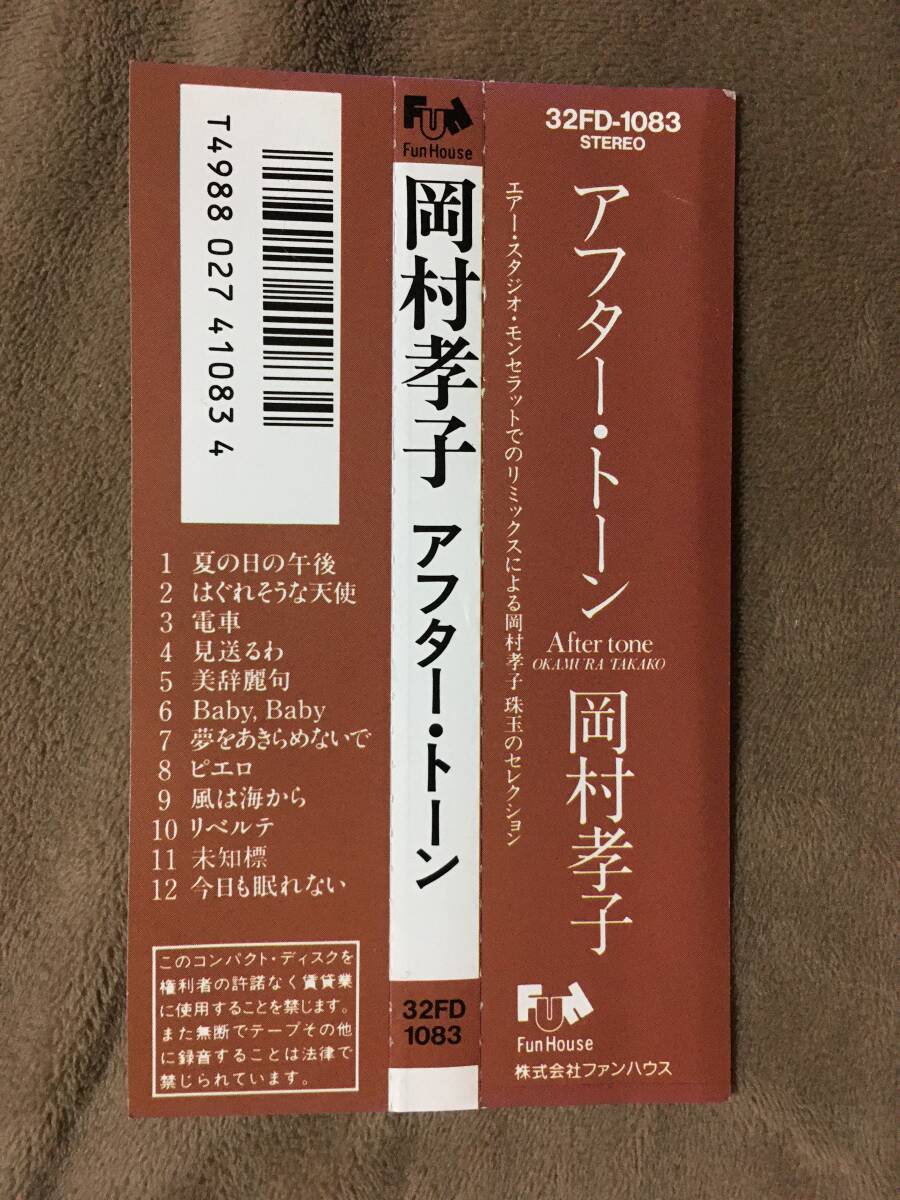 T4988 027 41083 4
1 夏の日の午後
2 はぐれそうな天使
3 電車
4 見送るわ
5 美辞麗句
6 Baby, Baby
7 夢をあきらめないで
8 ピエロ
9 風は海から
10 リベルテ
11 未知標
12 今日も眠れない
このコンパクト・ディスクを
権利者の許諾なく賃貸業
に使用することを禁じます。
また無断でテープその他
に録音することは法律で
禁じられています。
Fun
Fun House
岡村孝子 アフター・トーン
32FD
1083
32FD-1083
STEREO
アフター・トーン
After tone
OKAMURA TAKAKO
岡村孝子
エアー・スタジオ・モンセラットでのリミックスによる岡村孝子 珠玉のセレクション
Fun
Fun House
株式会社ファンハウス